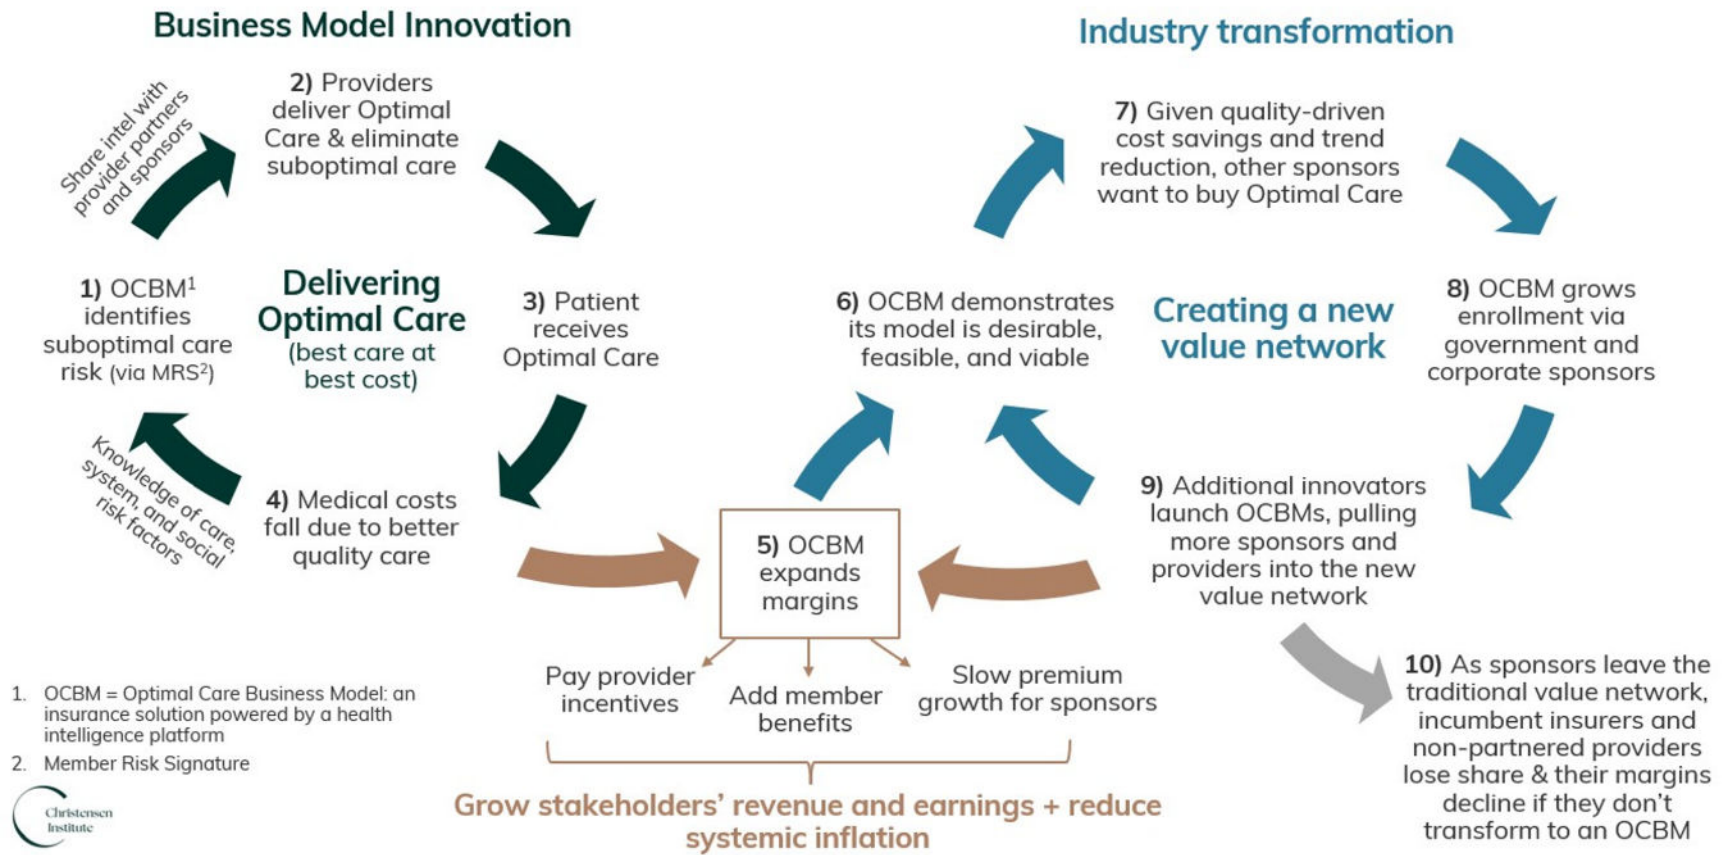 Business Model Innovation
Industry transformation
Share intel with
provider partners
and sponsors
2) Providers
deliver Optimal
Care & eliminate
suboptimal care
1) OCBM¹
identifies
suboptimal care
risk (via MRS²)
Delivering
Optimal Care
(best care at
best cost)
3) Patient
receives
Optimal Care
Knowledge of care,
system, and social
risk factors
4) Medical costs
fall due to better
quality care
5) OCBM
expands
margins
Pay provider
incentives
Add member
benefits
Slow premium
growth for sponsors
Grow stakeholders’ revenue and earnings + reduce
systemic inflation
6) OCBM demonstrates
its model is desirable,
feasible, and viable
7) Given quality-driven
cost savings and trend
reduction, other sponsors
want to buy Optimal Care
Creating a new
value network
8) OCBM grows
enrollment via
government and
corporate sponsors
9) Additional innovators
launch OCBMs, pulling
more sponsors and
providers into the new
value network
10) As sponsors leave the
traditional value network,
incumbent insurers and
non-partnered providers
lose share & their margins
decline if they don’t
transform to an OCBM
1. OCBM = Optimal Care Business Model: an
insurance solution powered by a health
intelligence platform
2. Member Risk Signature
Christensen
Institute